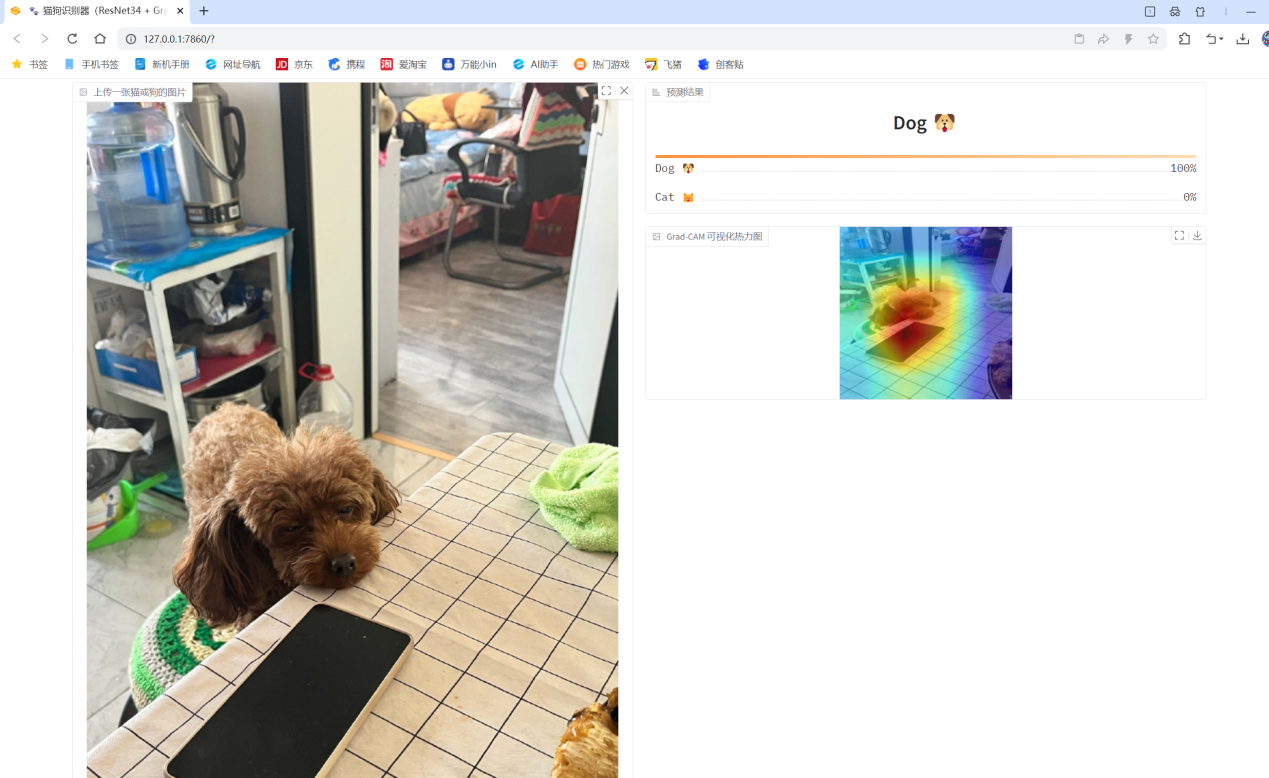 猫狗识别器（ResNet34 + Gra
127.0.0.1:7860/?
书签 手机书签 新机手册 网址导航 JD 京东 携程 淘 爱淘宝 万能小in AI助手 热门游戏 飞猪 创客贴
上传一张猫或狗的图片
预测结果
Dog
Dog 100%
Cat 0%
Grad-CAM 可视化热力图